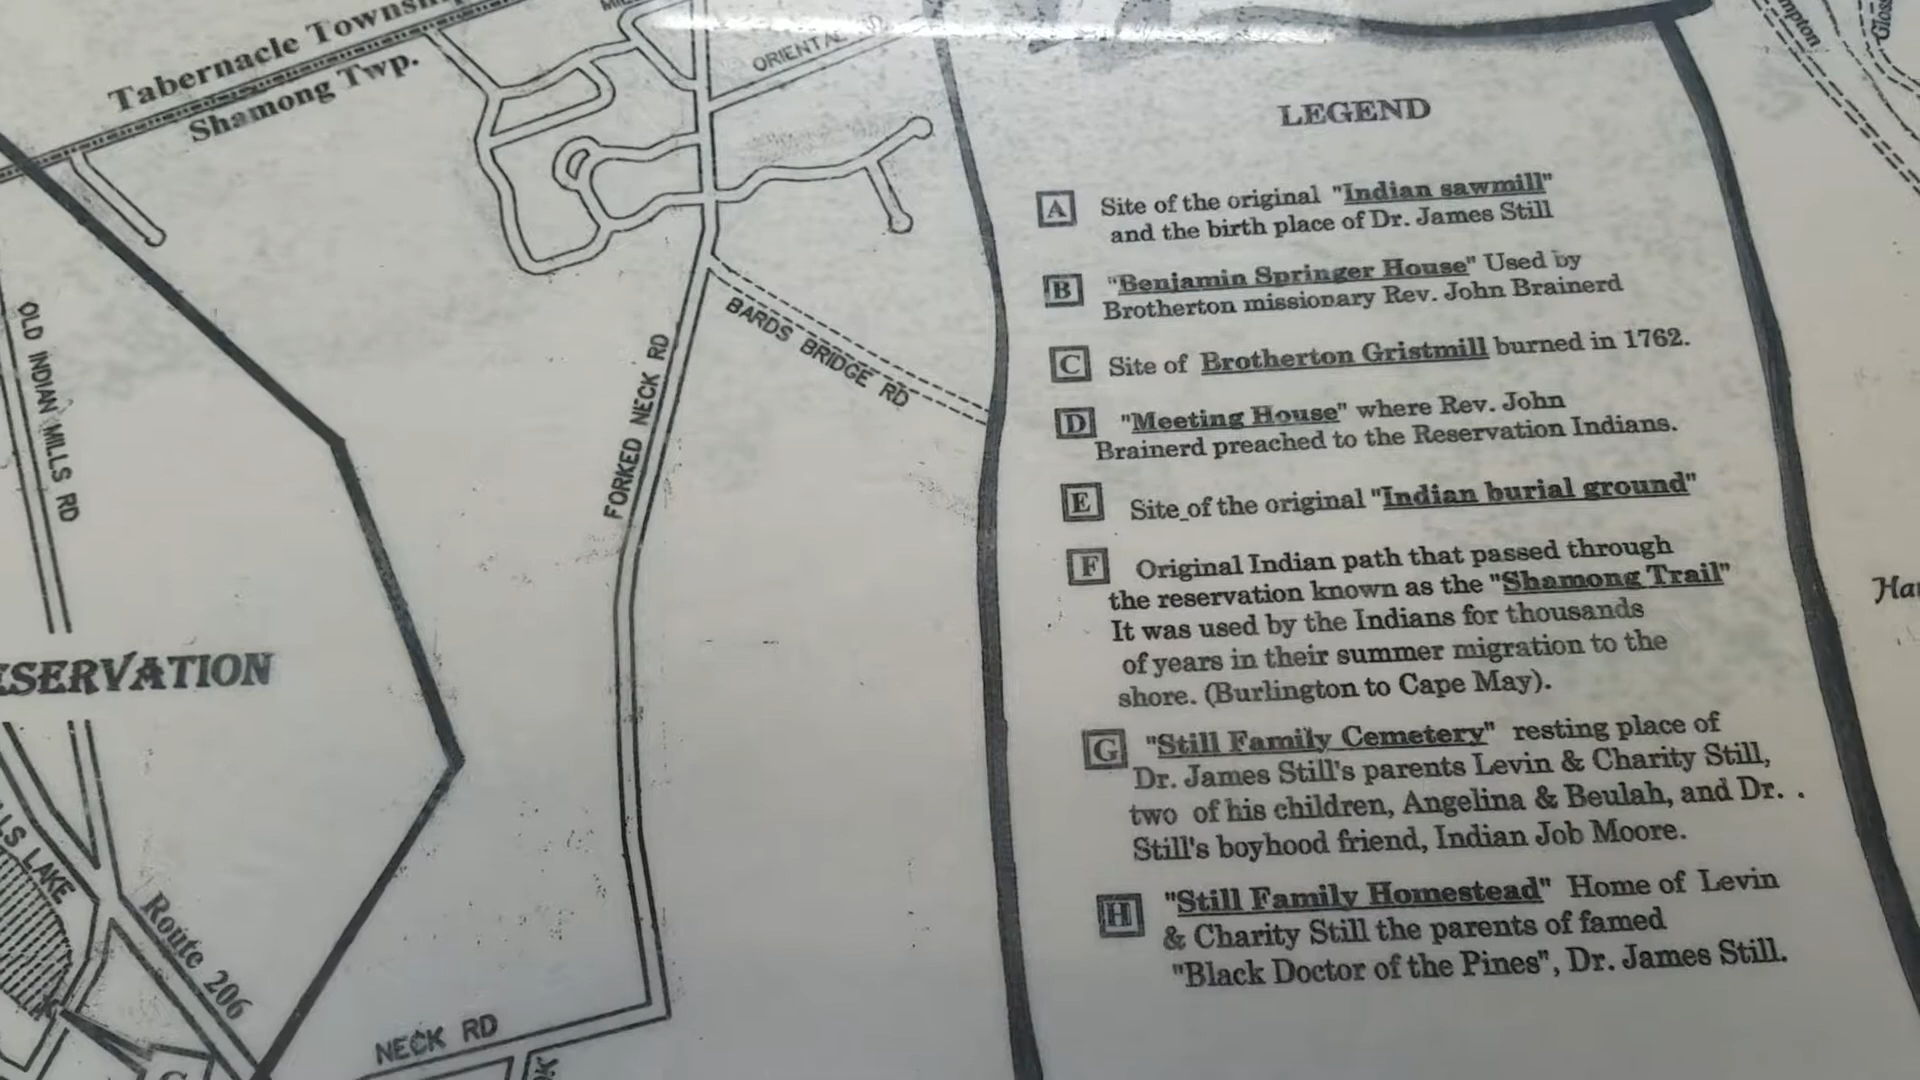 Tabernacle Township
Shamong Twp.
ORIENTAL
OLD INDIAN MILLS RD
FORKED NECK RD
BARDS BRIDGE RD
LAKE
Route 206
NECK RD
LEGEND
A Site of the original "Indian sawmill"
and the birth place of Dr. James Still
B "Benjamin Springer House" Used by
Brotherton missionary Rev. John Brainerd
C Site of Brotherton Gristmill burned in 1762.
D "Meeting House" where Rev. John
Brainerd preached to the Reservation Indians.
E Site of the original "Indian burial ground"
F Original Indian path that passed through
the reservation known as the "Shamong Trail"
It was used by the Indians for thousands
of years in their summer migration to the
shore. (Burlington to Cape May).
G "Still Family Cemetery" resting place of
Dr. James Still's parents Levin & Charity Still,
two of his children, Angelina & Beulah, and Dr. .
Still's boyhood friend, Indian Job Moore.
H "Still Family Homestead" Home of Levin
& Charity Still the parents of famed
"Black Doctor of the Pines", Dr. James Still.